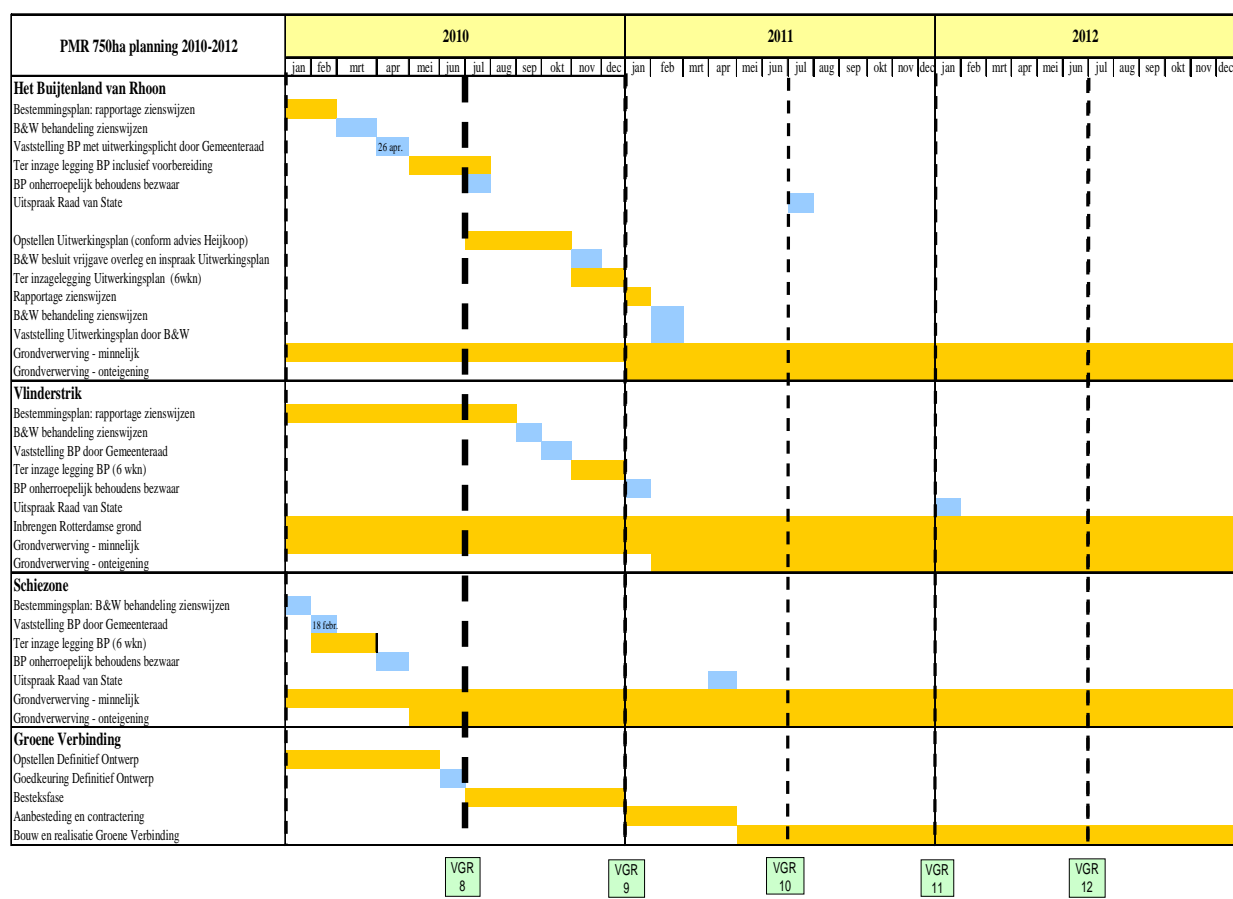 PMR 750ha planning 2010-2012
2010 2011 2012
jan feb mrt apr mei jun jul aug sep okt nov dec jan feb mrt apr mei jun jul aug sep okt nov dec jan feb mrt apr mei jun jul aug sep okt nov dec
Het Buijtenland van Rhoon
Bestemmingsplan: rapportage zienswijzen
B&W behandeling zienswijzen
Vaststelling BP met uitwerkingsplicht door Gemeenteraad 26 apr.
Ter inzage legging BP inclusief voorbereiding
BP onherroepelijk behoudens bezwaar
Uitspraak Raad van State
Opstellen Uitwerkingsplan (conform advies Heijkoop)
B&W besluit vrijgave overleg en inspraak Uitwerkingsplan
Ter inzagelegging Uitwerkingsplan (6wkn)
Rapportage zienswijzen
B&W behandeling zienswijzen
Vaststelling Uitwerkingsplan door B&W
Grondverwerving - minnelijk
Grondverwerving - onteigening
Vlinderstrik
Bestemmingsplan: rapportage zienswijzen
B&W behandeling zienswijzen
Vaststelling BP door Gemeenteraad
Ter inzage legging BP (6 wkn)
BP onherroepelijk behoudens bezwaar
Uitspraak Raad van State
Inbrengen Rotterdamse grond
Grondverwerving - minnelijk
Grondverwerving - onteigening
Schiezone
Bestemmingsplan: B&W behandeling zienswijzen
Vaststelling BP door Gemeenteraad 18 febr.
Ter inzage legging BP (6 wkn)
BP onherroepelijk behoudens bezwaar
Uitspraak Raad van State
Grondverwerving - minnelijk
Grondverwerving - onteigening
Groene Verbinding
Opstellen Definitief Ontwerp
Goedkeuring Definitief Ontwerp
Besteksfase
Aanbesteding en contractering
Bouw en realisatie Groene Verbinding
VGR 8
VGR 9
VGR 10
VGR 11
VGR 12